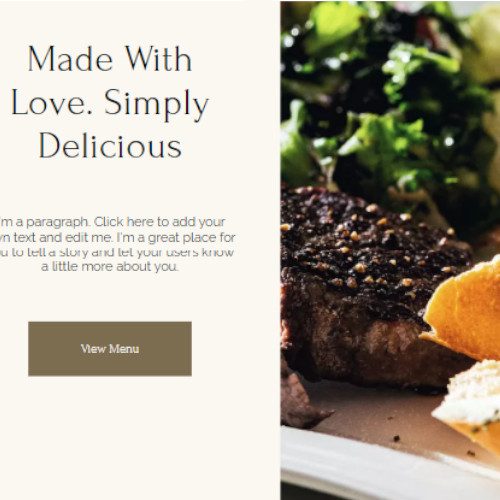 Made With
Love. Simply
Delicious
I'm a paragraph. Click here to add your
text and edit me. I'm a great place for
to tell a story and let your users know
a little more about you.
View Menu